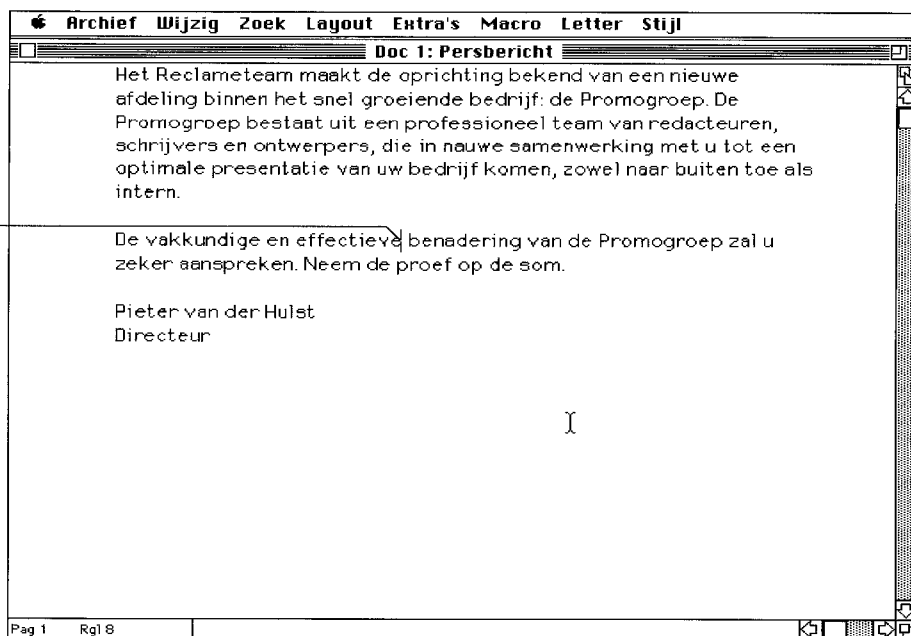 Archief Wijzig Zoek Layout Extra's Macro Letter Stijl
Doc 1: Persbericht
Het Reclameteam maakt de oprichting bekend van een nieuwe
afdeling binnen het snel groeiende bedrijf: de Promogroep. De
Promogroep bestaat uit een professioneel team van redacteuren,
schrijvers en ontwerpers, die in nauwe samenwerking met u tot een
optimale presentatie van uw bedrijf komen, zowel naar buiten toe als
intern.
De vakkundige en effectieve benadering van de Promogroep zal u
zeker aanspreken. Neem de proef op de som.
Pieter van der Hulst
Directeur
Pag 1 Rgl 8